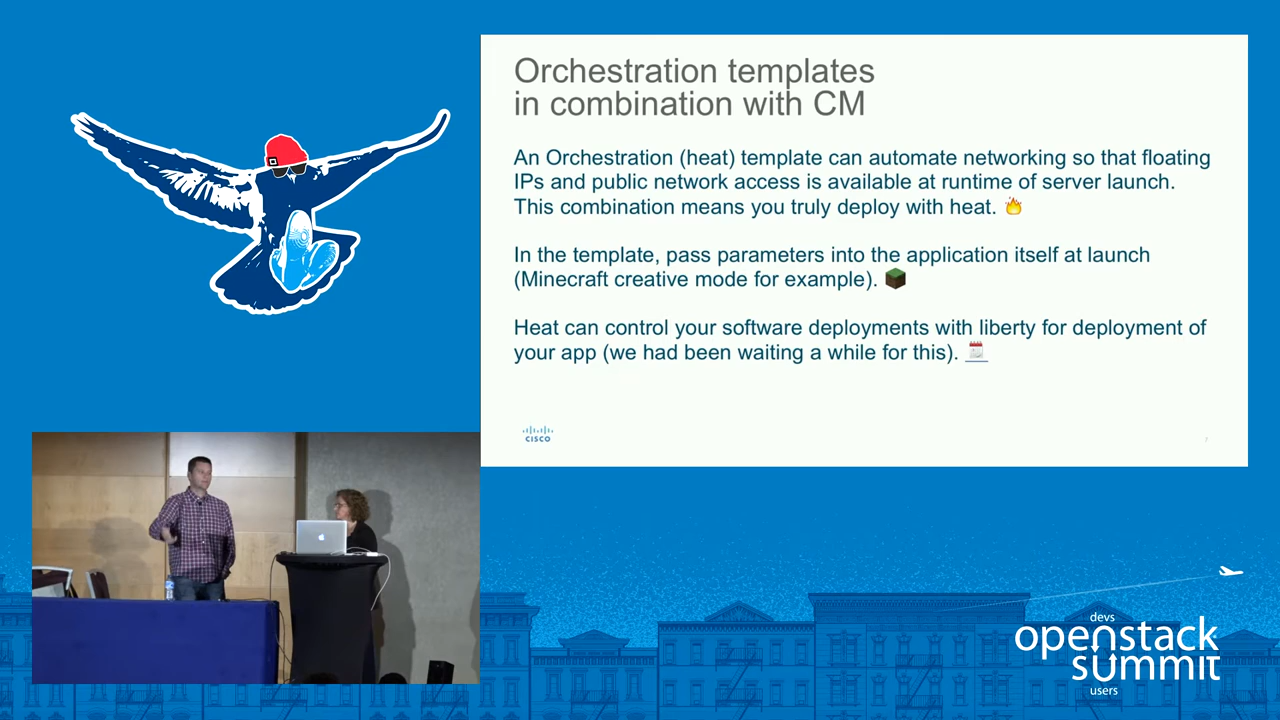 Orchestration templates
in combination with CM
An Orchestration (heat) template can automate networking so that floating
IPs and public network access is available at runtime of server launch.
This combination means you truly deploy with heat. 🔥
In the template, pass parameters into the application itself at launch
(Minecraft creative mode for example).
Heat can control your software deployments with liberty for deployment of
your app (we had been waiting a while for this).
CISCO
7
devs
openstack
summit
users